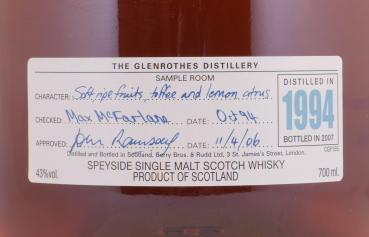 THE GLENROTHES DISTILLERY
SAMPLE ROOM
CHARACTER: Soft ripe fruits, toffee and lemon citrus
CHECKED: Max McFarlane DATE: Oct 94
APPROVED: John Ramsay DATE: 11/4/06
DISTILLED IN
1994
BOTTLED IN 2007
Distilled and Bottled in Scotland, Berry Bros. & Rudd Ltd, 3 St. James's Street, London.
43%vol.
SPEYSIDE SINGLE MALT SCOTCH WHISKY
PRODUCT OF SCOTLAND
700 ml.